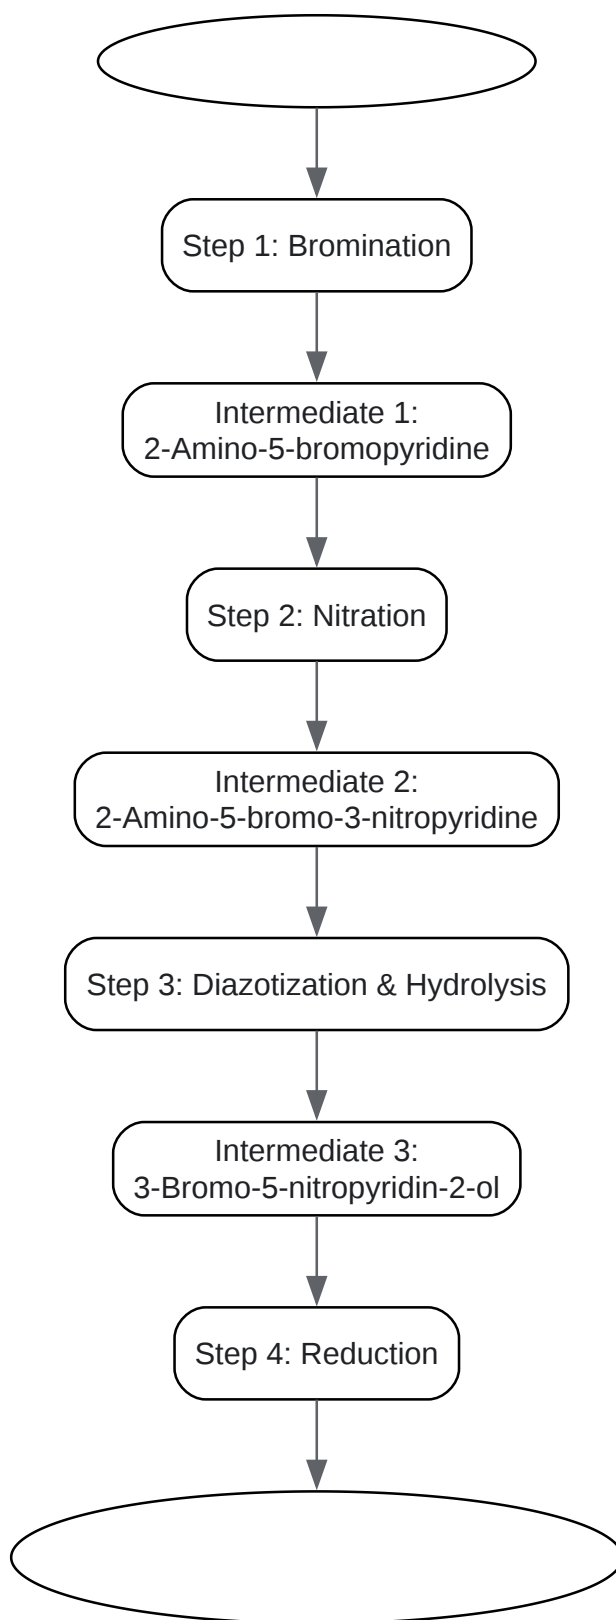 Step 1: Bromination
Intermediate 1:
2-Amino-5-bromopyridine
Step 2: Nitration
Intermediate 2:
2-Amino-5-bromo-3-nitropyridine
Step 3: Diazotization & Hydrolysis
Intermediate 3:
3-Bromo-5-nitropyridin-2-ol
Step 4: Reduction